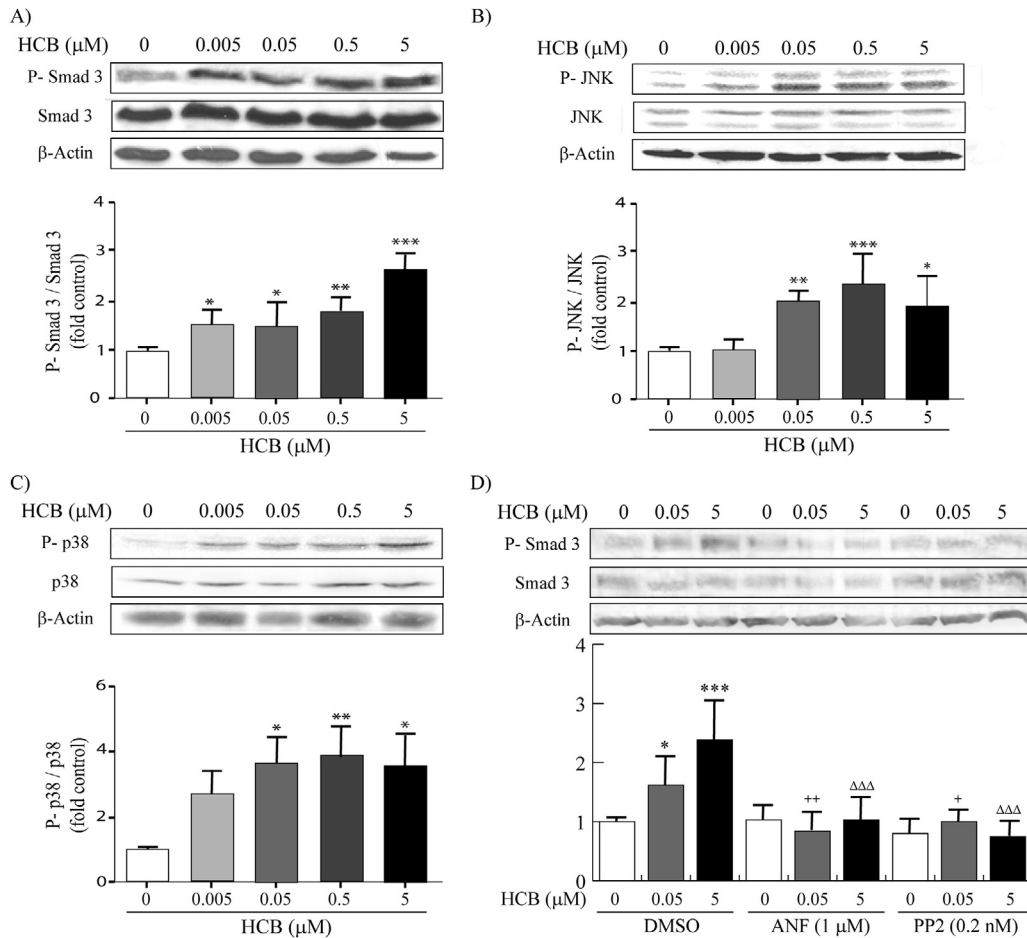 A)
HCB (μM) 0 0.005 0.05 0.5 5
P- Smad 3
Smad 3
β-Actin
P- Smad 3 / Smad 3
(fold control)
4
3
2
1
0
* * ** ***
0 0.005 0.05 0.5 5
HCB (μM)
B)
HCB (μM) 0 0.005 0.05 0.5 5
P- JNK
JNK
β-Actin
P- JNK / JNK
(fold control)
4
3
2
1
0
** *** *
0 0.005 0.05 0.5 5
HCB (μM)
C)
HCB (μM) 0 0.005 0.05 0.5 5
P- p38
p38
β-Actin
P- p38 / p38
(fold control)
6
4
2
0
* ** *
0 0.005 0.05 0.5 5
HCB (μM)
D)
HCB (μM) 0 0.05 5 0 0.05 5 0 0.05 5
P- Smad 3
Smad 3
β-Actin
4
3
2
1
0
* *** ++ ΔΔΔ + ΔΔΔ
HCB (μM) 0 0.05 5 0 0.05 5 0 0.05 5
DMSO ANF (1 μM) PP2 (0.2 nM)